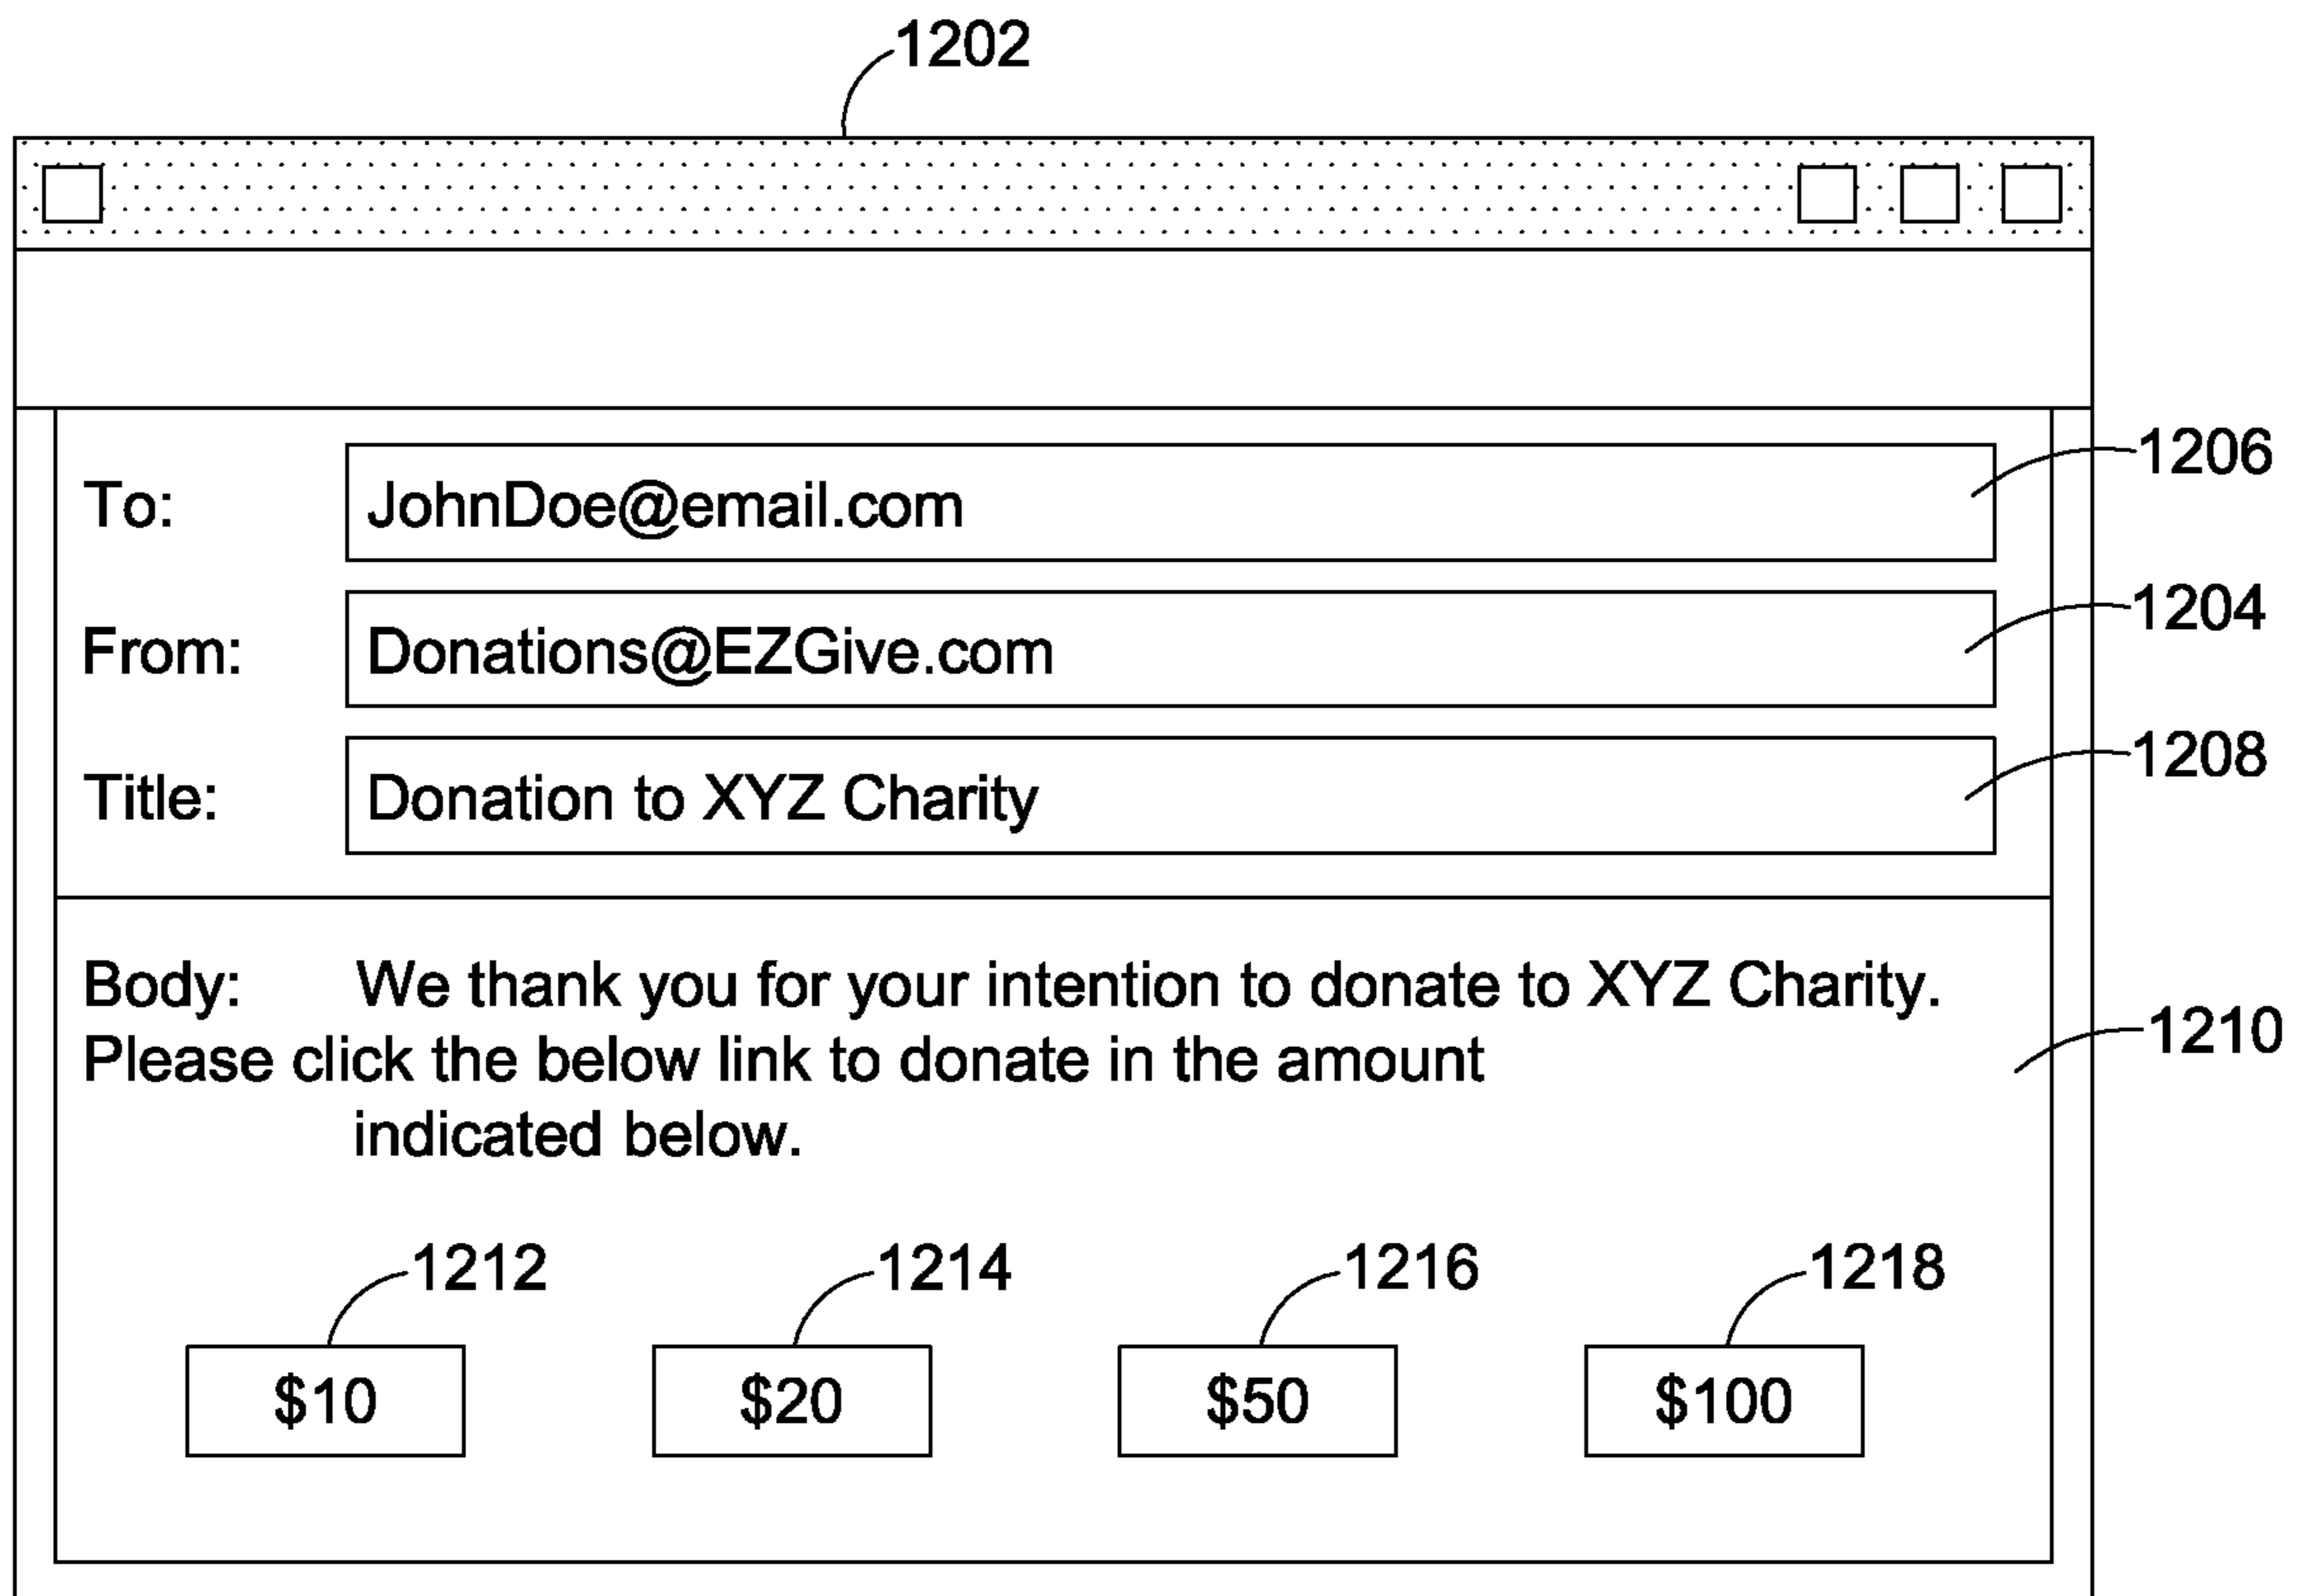 1202
To: JohnDoe@email.com 1206
From: Donations@EZGive.com 1204
Title: Donation to XYZ Charity 1208
Body: We thank you for your intention to donate to XYZ Charity.
Please click the below link to donate in the amount 1210
indicated below.
1212 1214 1216 1218
$10 $20 $50 $100